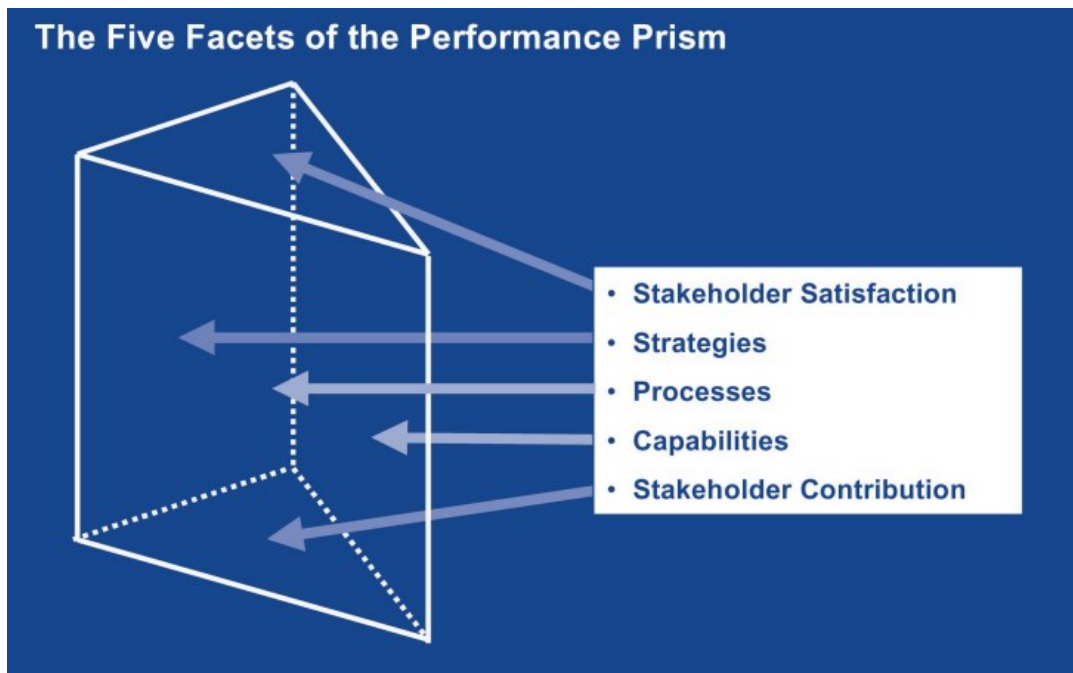 The Five Facets of the Performance Prism
• Stakeholder Satisfaction
• Strategies
• Processes
• Capabilities
• Stakeholder Contribution